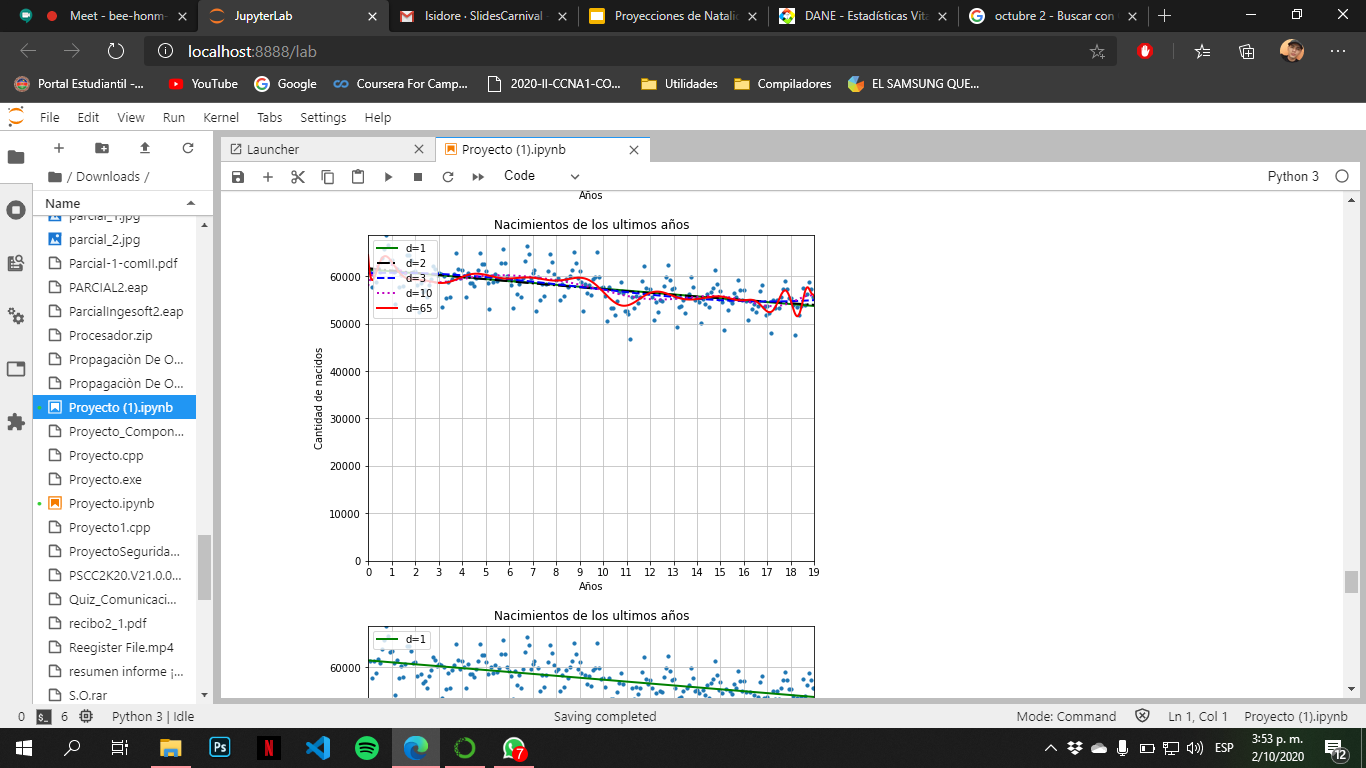 Meet - bee-honm-
JupyterLab
Isidore · SlidesCarnival -
Proyecciones de Natalic
DANE - Estadísticas Vita
octubre 2 - Buscar con
localhost:8888/lab
Portal Estudiantil -...
YouTube
Google
Coursera For Camp...
2020-II-CCNA1-CO...
Utilidades
Compiladores
EL SAMSUNG QUE...
File Edit View Run Kernel Tabs Settings Help
Launcher
Proyecto (1).ipynb
/ Downloads /
Code
Python 3
Name
parcial_1.jpg
parcial_2.jpg
Parcial-1-comII.pdf
PARCIAL2.eap
ParcialIngesoft2.eap
Procesador.zip
Propagaciòn De O...
Propagaciòn De O...
Proyecto (1).ipynb
Proyecto_Compon...
Proyecto.cpp
Proyecto.exe
Proyecto.ipynb
Proyecto1.cpp
ProyectoSegurida...
PSCC2K20.V21.0.0...
Quiz_Comunicaci...
recibo2_1.pdf
Reegister File.mp4
resumen informe ¡...
S.O.rar
Años
Nacimientos de los ultimos años
d=1
d=2
d=3
d=10
d=65
60000
50000
40000
30000
20000
10000
0
Cantidad de nacidos
0 1 2 3 4 5 6 7 8 9 10 11 12 13 14 15 16 17 18 19
Años
Nacimientos de los ultimos años
d=1
60000
0
6
Python 3 | Idle
Saving completed
Mode: Command
Ln 1, Col 1
Proyecto (1).ipynb
Ps
N
7
ESP
3:53 p. m.
2/10/2020
12